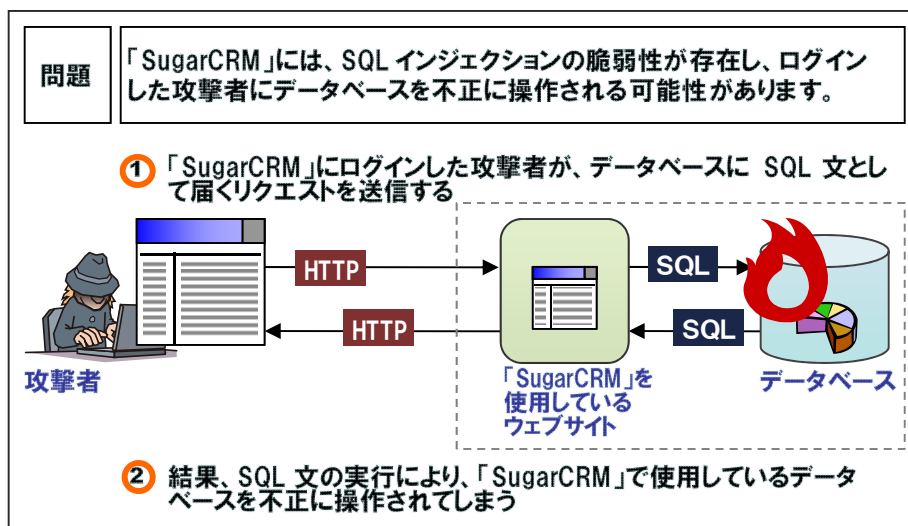 問題
「SugarCRM」には、SQL インジェクションの脆弱性が存在し、ログイン
した攻撃者にデータベースを不正に操作される可能性があります。
1 「SugarCRM」にログインした攻撃者が、データベースに SQL 文とし
て届くリクエストを送信する
HTTP
SQL
HTTP
SQL
攻撃者
「SugarCRM」を
使用している
ウェブサイト
データベース
2 結果、SQL 文の実行により、「SugarCRM」で使用しているデータ
ベースを不正に操作されてしまう